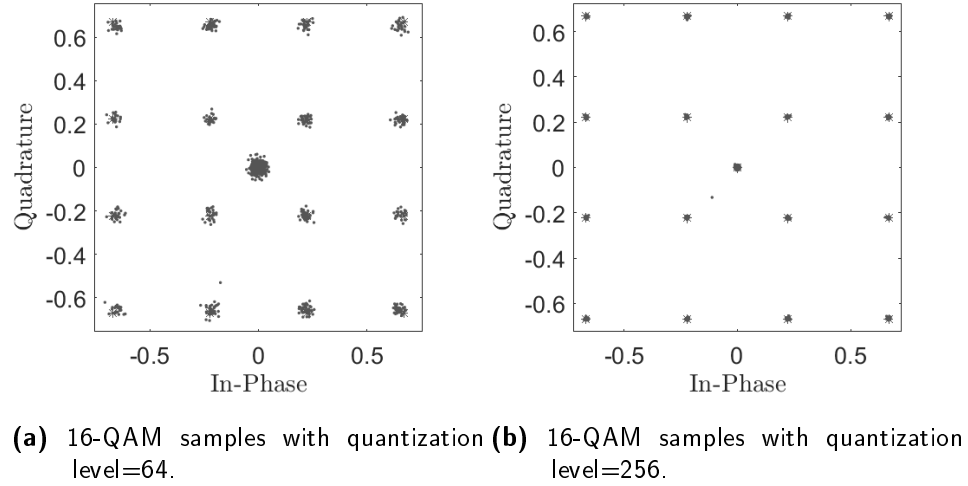 0.6
0.4
0.2
0
-0.2
-0.4
-0.6
Quadrature
-0.5 0 0.5
In-Phase
0.6
0.4
0.2
0
-0.2
-0.4
-0.6
Quadrature
-0.5 0 0.5
In-Phase
(a) 16-QAM samples with quantization
level=64.
(b) 16-QAM samples with quantization
level=256.